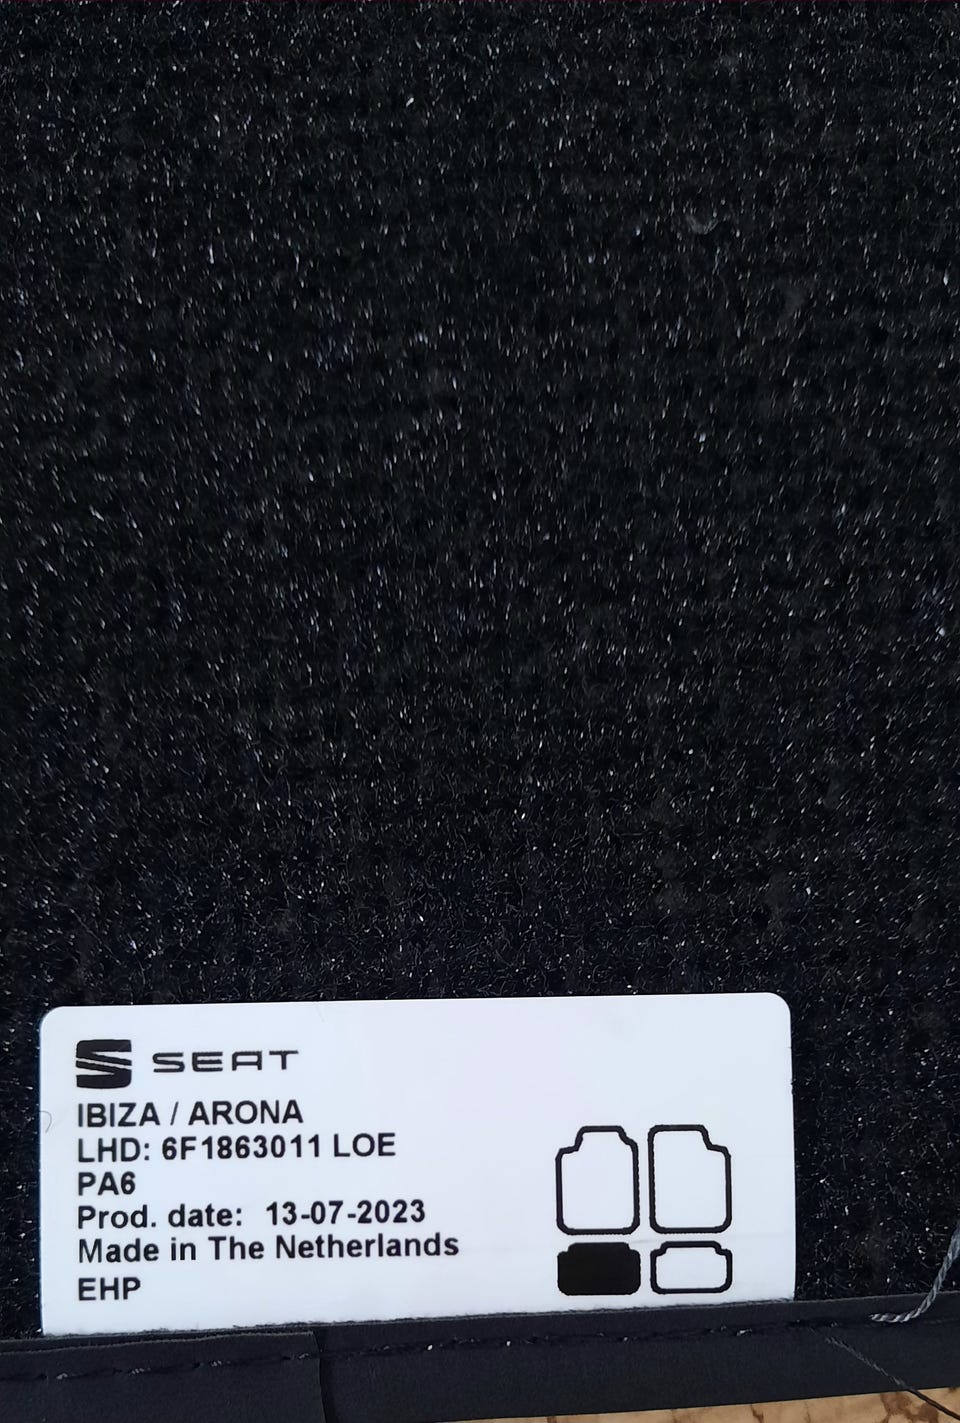 SEAT
IBIZA / ARONA
LHD: 6F1863011 LOE
PA6
Prod. date: 13-07-2023
Made in The Netherlands
EHP